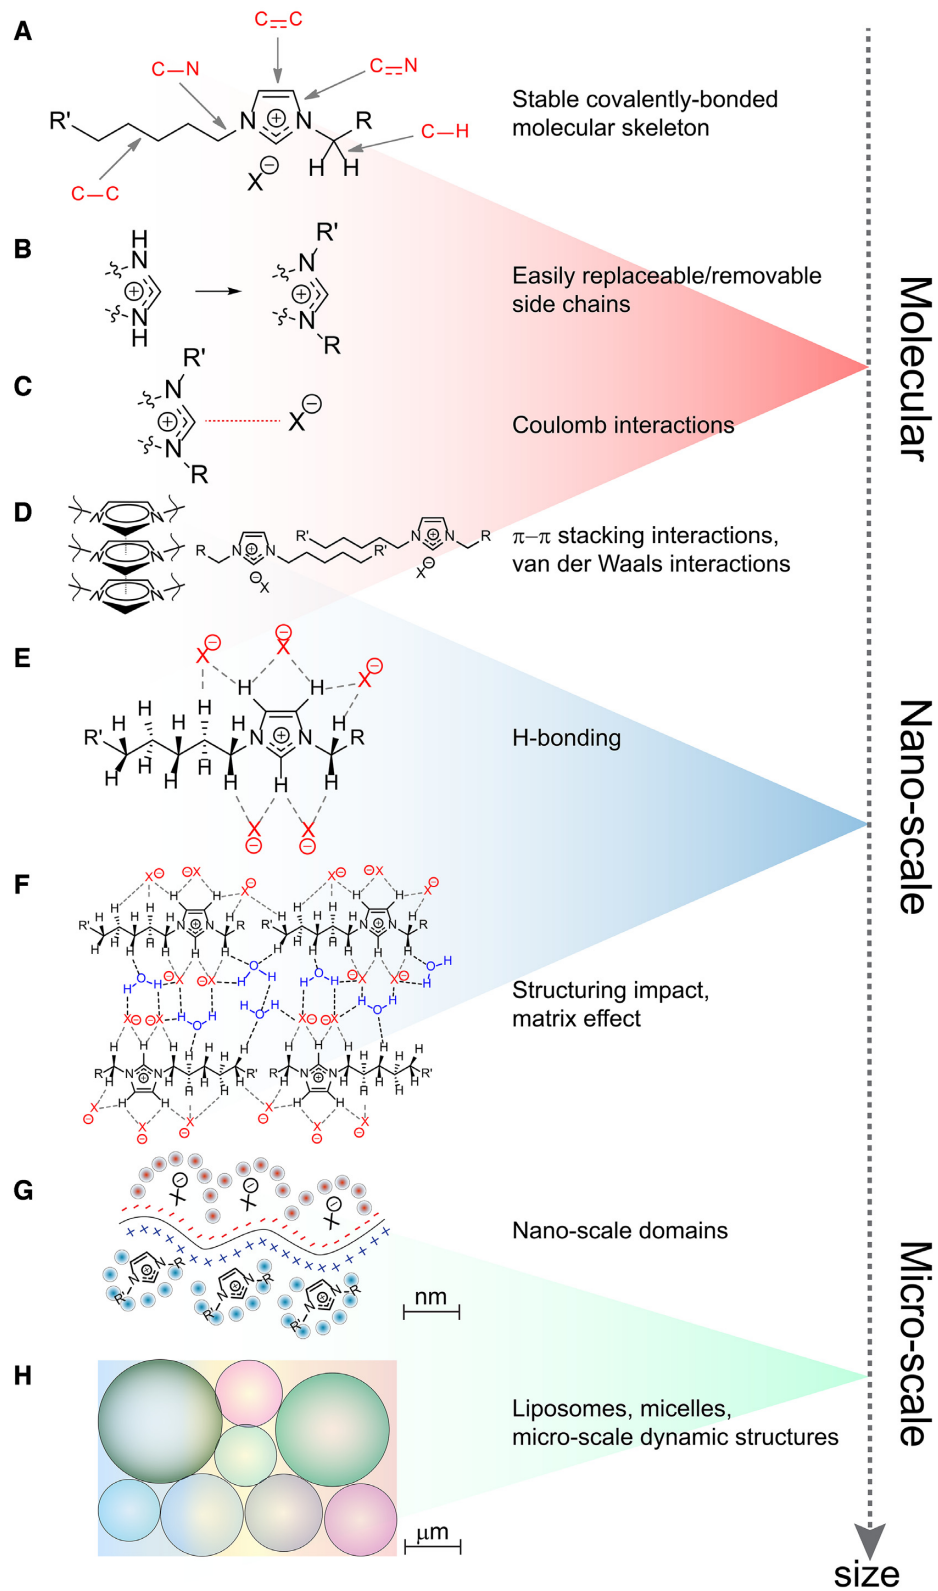 A
C=C
C–N
C=N
R'
N
N
R
C–H
H H
X⊖
C–C
Stable covalently-bonded
molecular skeleton
B
H
N
N
H
R'
N
N
R
Easily replaceable/removable
side chains
C
R'
N
N
R
X⊖
Coulomb interactions
Molecular
D
N N
N N
N N
R
N
N
R'
⊖X
R'
N
N
R
X⊖
π–π stacking interactions,
van der Waals interactions
E
X⊖
X⊖
X⊖
H H
H H H H
R'
N N
R
H H H H H H
X⊖ X⊖
H-bonding
Nano-scale
F
Structuring impact,
matrix effect
G
X⊖
X⊖
X⊖
N N
R' R
N N
R' R
N N
R' R
nm
Nano-scale domains
Micro-scale
H
Liposomes, micelles,
micro-scale dynamic structures
μm
size